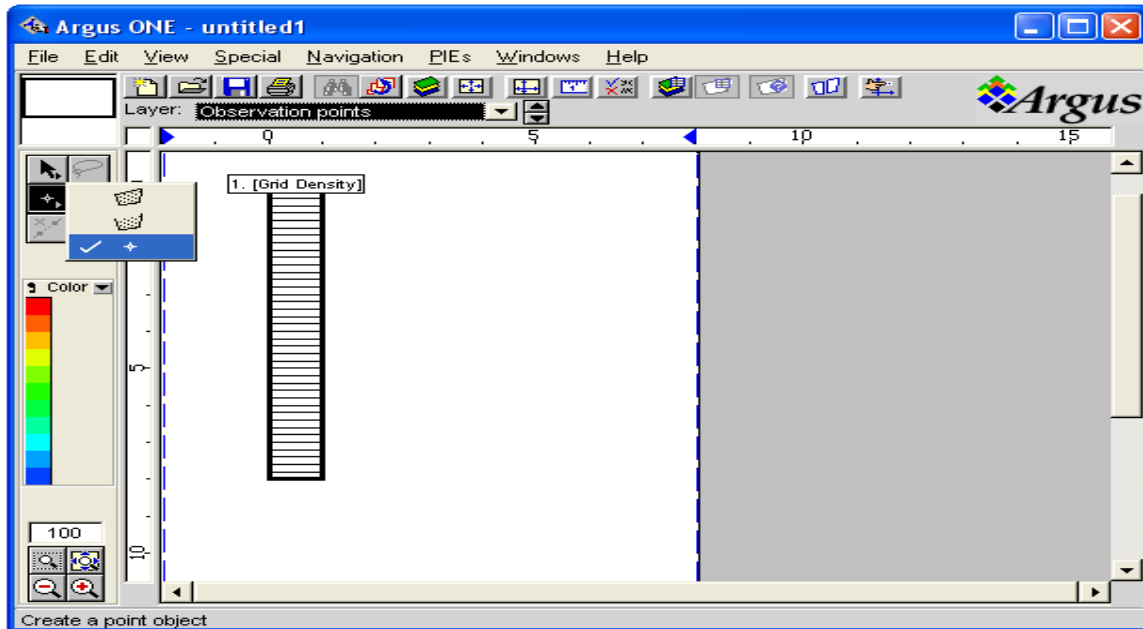 Argus ONE - untitled1
File Edit View Special Navigation PIEs Windows Help
Layer: Observation points
Argus
0 5 10 15
1. [Grid Density]
Color
5
10
100
Create a point object